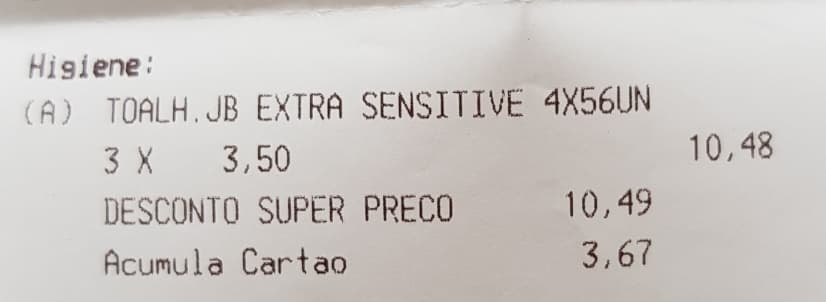 Higiene:
(A) TOALH.JB EXTRA SENSITIVE 4X56UN
3 X 3,50 10,48
DESCONTO SUPER PRECO 10,49
Acumula Cartao 3,67